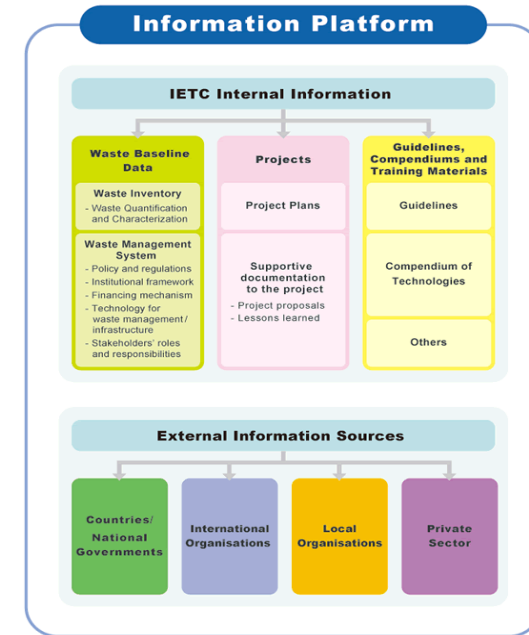 Information Platform
IETC Internal Information
Waste Baseline
Data
Waste Inventory
- Waste Quantification
and Characterization
Waste Management
System
- Policy and regulations
- Institutional framework
- Financing mechanism
- Technology for
waste management/
infrastructure
- Stakeholders' roles
and responsibilities
Projects
Project Plans
Supportive
documentation
to the project
- Project proposals
- Lessons learned
Guidelines,
Compendiums and
Training Materials
Guidelines
Compendium of
Technologies
Others
External Information Sources
Countries/
National
Governments
International
Organisations
Local
Organisations
Private
Sector